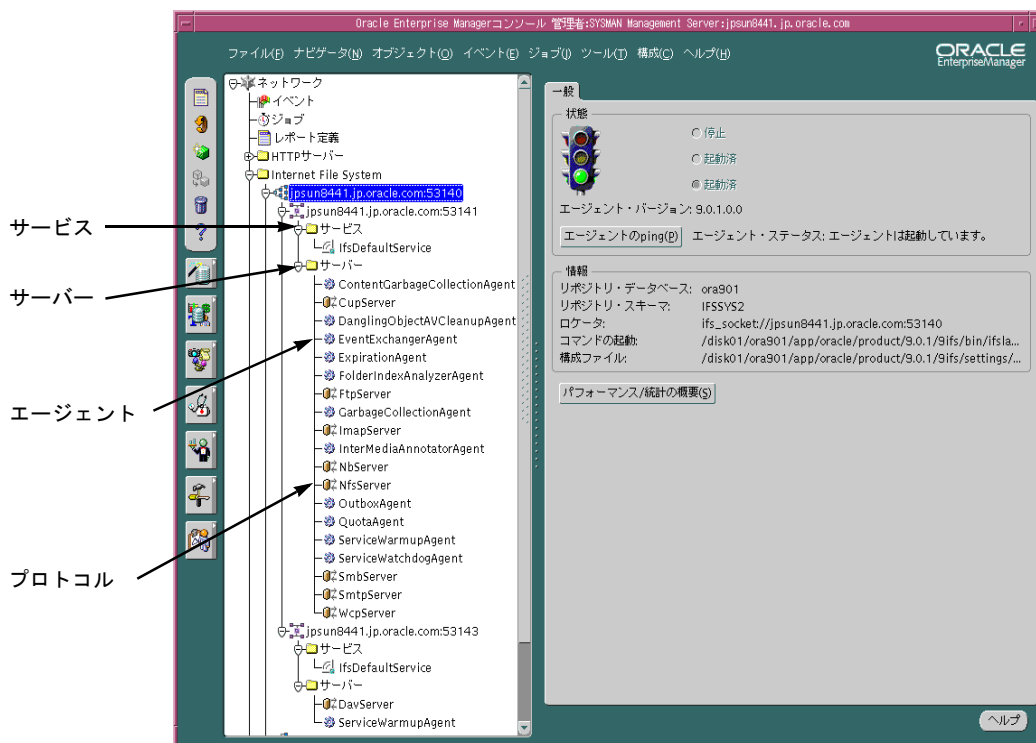 Oracle Enterprise Managerコンソール 管理者:SYSMAN Management Server:jpsun8441.jp.oracle.com
ファイル(F) ナビゲータ(N) オブジェクト(O) イベント(E) ジョブ(J) ツール(T) 構成(C) ヘルプ(H)
ORACLE
EnterpriseManager
ネットワーク
イベント
ジョブ
レポート定義
HTTPサーバー
Internet File System
jpsun8441.jp.oracle.com:53140
jpsun8441.jp.oracle.com:53141
サービス
IfsDefaultService
サーバー
ContentGarbageCollectionAgent
CupServer
DanglingObjectAVCleanupAgent
EventExchangerAgent
ExpirationAgent
FolderIndexAnalyzerAgent
FtpServer
GarbageCollectionAgent
ImapServer
InterMediaAnnotatorAgent
NbServer
NfsServer
OutboxAgent
QuotaAgent
ServiceWarmupAgent
ServiceWatchdogAgent
SmbServer
SmtpServer
WcpServer
jpsun8441.jp.oracle.com:53143
サービス
IfsDefaultService
サーバー
DavServer
ServiceWarmupAgent
サービス
サーバー
エージェント
プロトコル
一般
状態
停止
起動済
起動済
エージェント・バージョン: 9.0.1.0.0
エージェントのping(P) エージェント・ステータス: エージェントは起動しています。
情報
リポジトリ・データベース: ora901
リポジトリ・スキーマ: IFSSYS2
ロケータ: ifs_socket://jpsun8441.jp.oracle.com:53140
コマンドの起動: /disk01/ora901/app/oracle/product/9.0.1/9ifs/bin/ifsla...
構成ファイル: /disk01/ora901/app/oracle/product/9.0.1/9ifs/settings/...
パフォーマンス/統計の概要(S)
ヘルプ